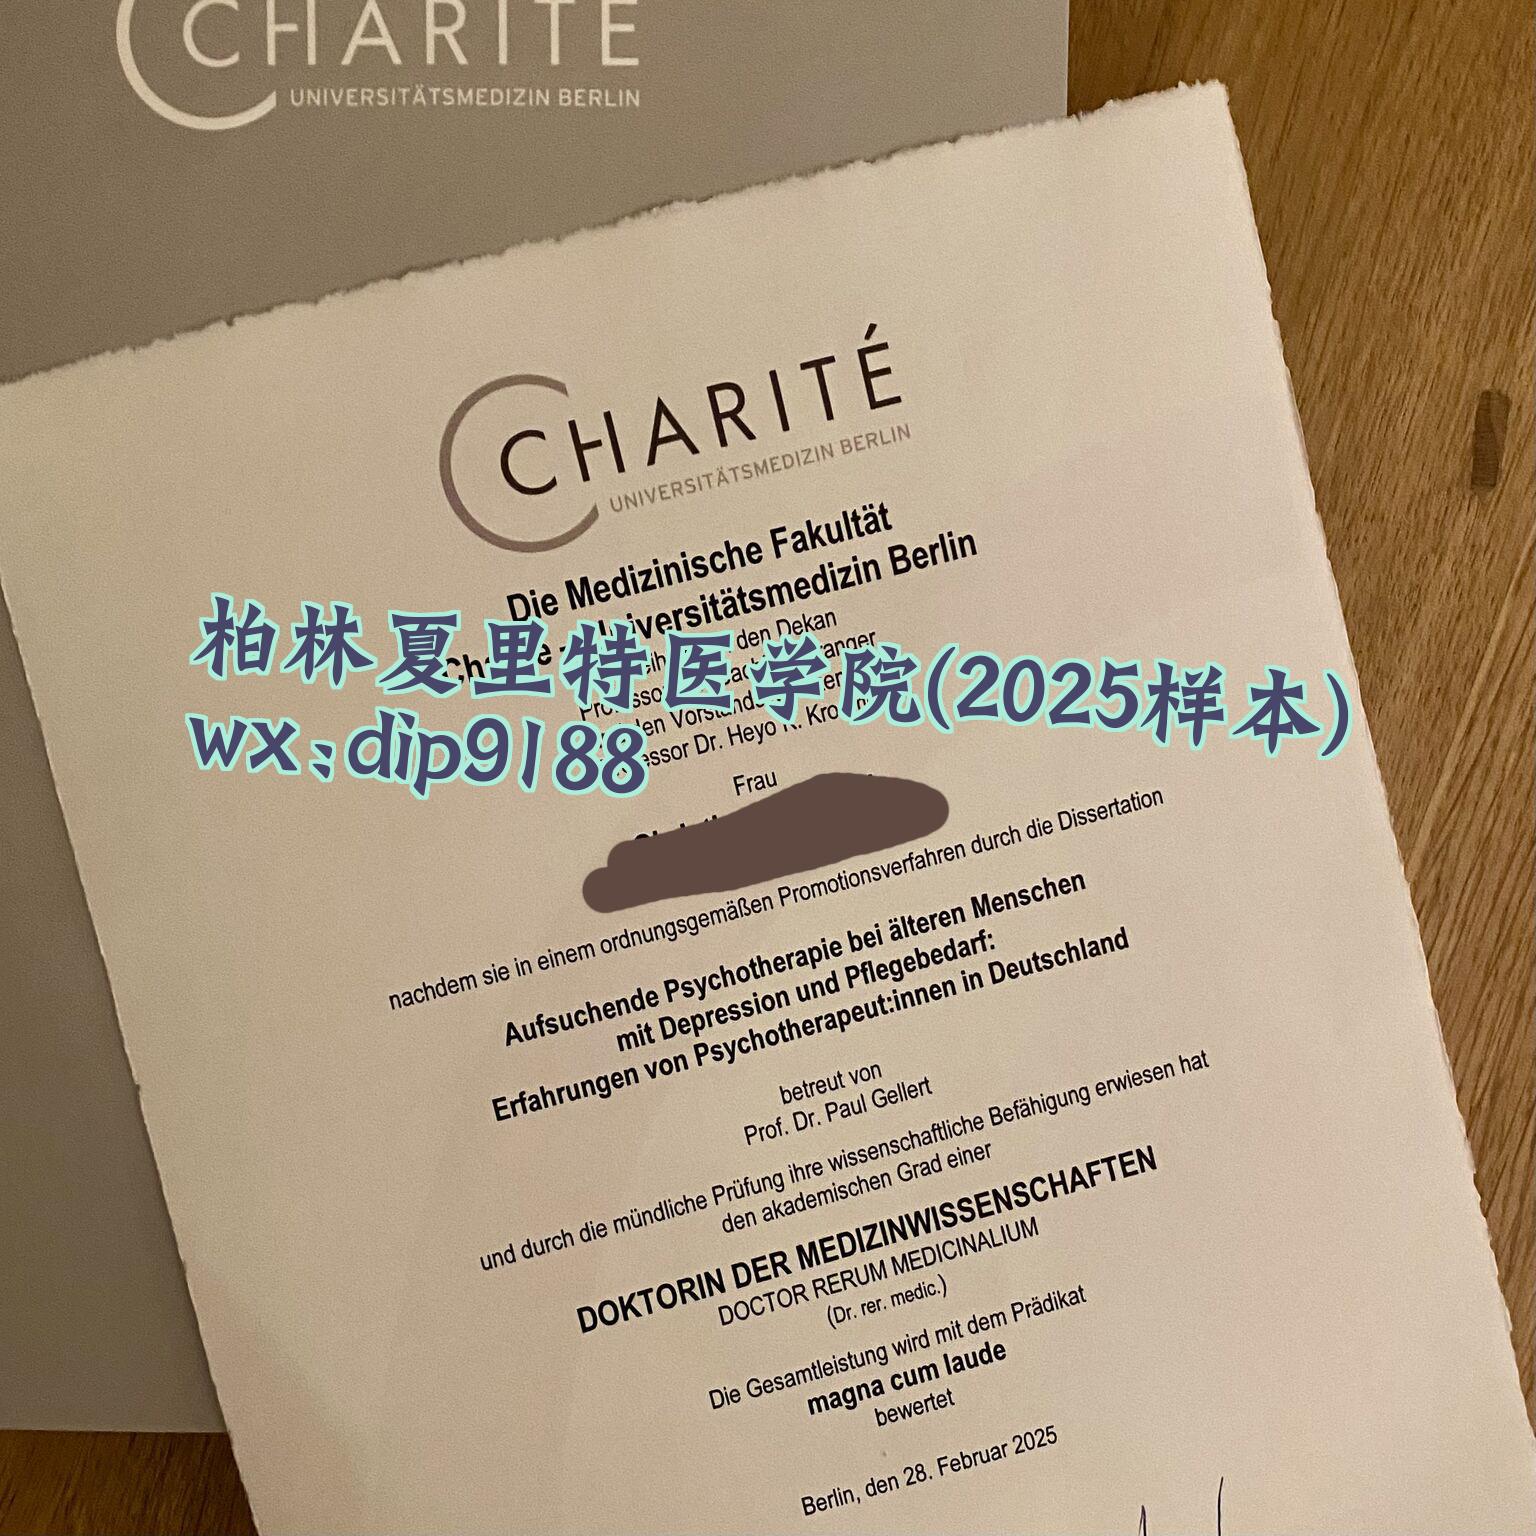 CHARITÉ
UNIVERSITÄTSMEDIZIN BERLIN
CHARITÉ
UNIVERSITÄTSMEDIZIN BERLIN
Die Medizinische Fakultät
Universitätsmedizin Berlin
den Dekan
柏林夏里特医学院(2025样本)
den
wx:dip9188
Dr. Heyo K.
Frau
nachdem sie in einem ordnungsgemäßen Promotionsverfahren durch die Dissertation
Aufsuchende Psychotherapie bei älteren Menschen
mit Depression und Pflegebedarf:
Erfahrungen von Psychotherapeut:innen in Deutschland
betreut von
Prof. Dr. Paul Gellert
und durch die mündliche Prüfung ihre wissenschaftliche Befähigung erwiesen hat
den akademischen Grad einer
DOKTORIN DER MEDIZINWISSENSCHAFTEN
DOCTOR RERUM MEDICINALIUM
(Dr. rer. medic.)
Die Gesamtleistung wird mit dem Prädikat
magna cum laude
bewertet
Berlin, den 28. Februar 2025